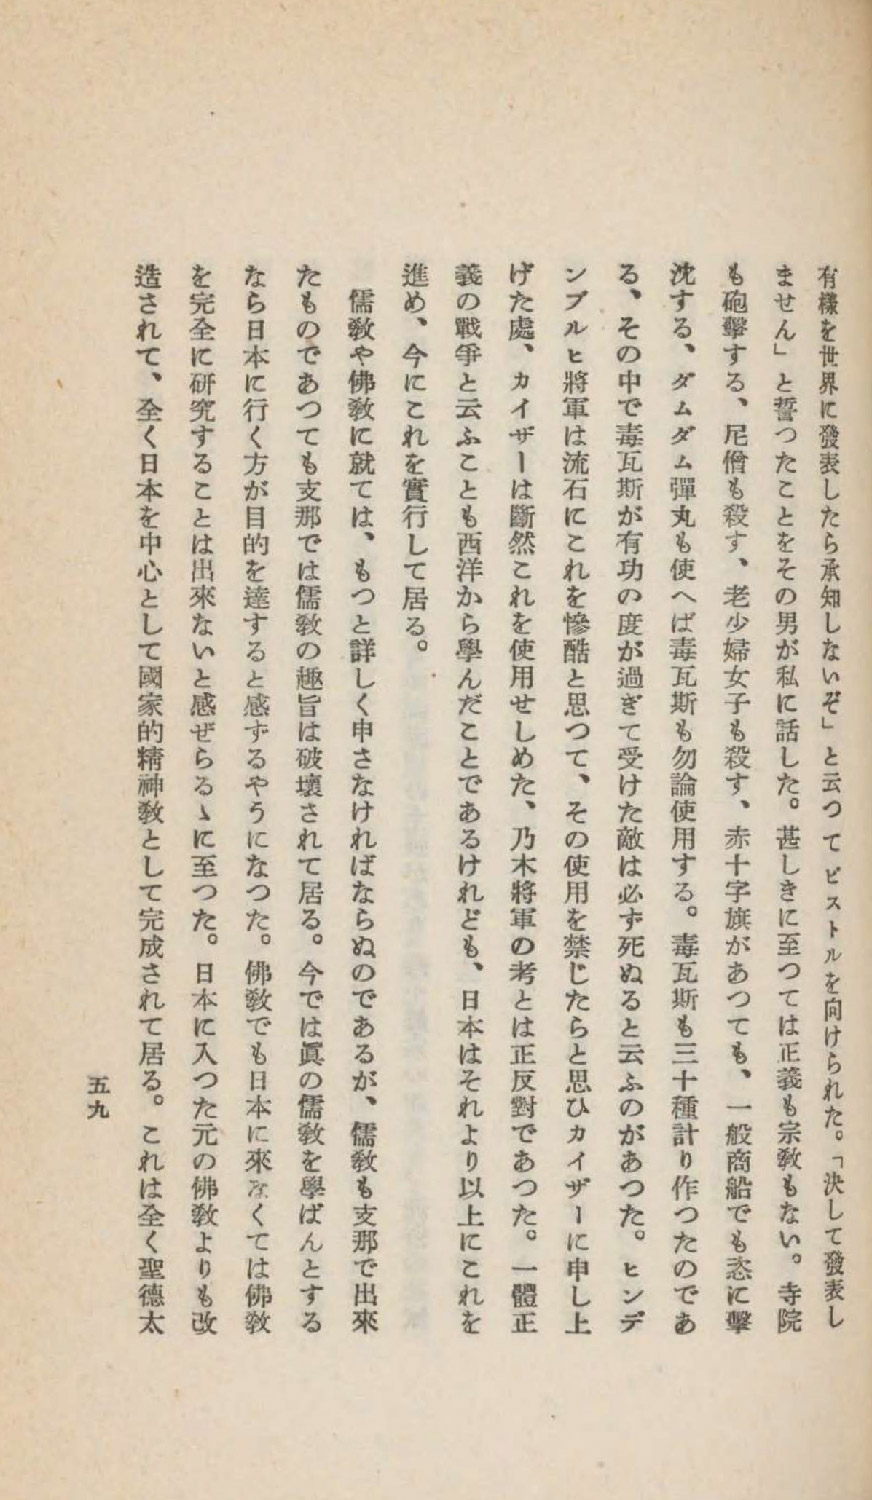 有樣を世界に發表したら承知しないぞ」と云つてピストルを向けられた。「決して發表し
ません」と誓つたことをその男が私に話した。甚しきに至つては正義も宗敎もない。寺院
も砲擊する、尼僧も殺す、老少婦女子も殺す、赤十字旗があつても、一般商船でも恣に擊
沈する、ダムダム彈丸も使へば毒瓦斯も勿論使用する。毒瓦斯も三十種計り作つたのであ
る、その中で毒瓦斯が有功の度が過ぎて受けた敵は必ず死ぬると云ふのがあつた。ヒンデ
ンブルヒ將軍は流石にこれを慘酷と思つて、その使用を禁じたらと思ひカイザーに申し上
げた處、カイザーは斷然これを使用せしめた、乃木將軍の考とは正反對であつた。一體正
義の戰爭と云ふことも西洋から學んだことであるけれども、日本はそれより以上にこれを
進め、今にこれを實行して居る。
儒敎や佛敎に就ては、もつと詳しく申さなければならぬのであるが、儒敎も支那で出來
たものであつても支那では儒敎の趣旨は破壞されて居る。今では眞の儒敎を學ばんとする
なら日本に行く方が目的を達すると感ずるやうになつた。佛敎でも日本に來なくては佛敎
を完全に硏究することは出來ないと感ぜらるゝに至つた。日本に入つた元の佛敎よりも改
造されて、全く日本を中心として國家的精神敎として完成されて居る。これは全く聖德太
五九